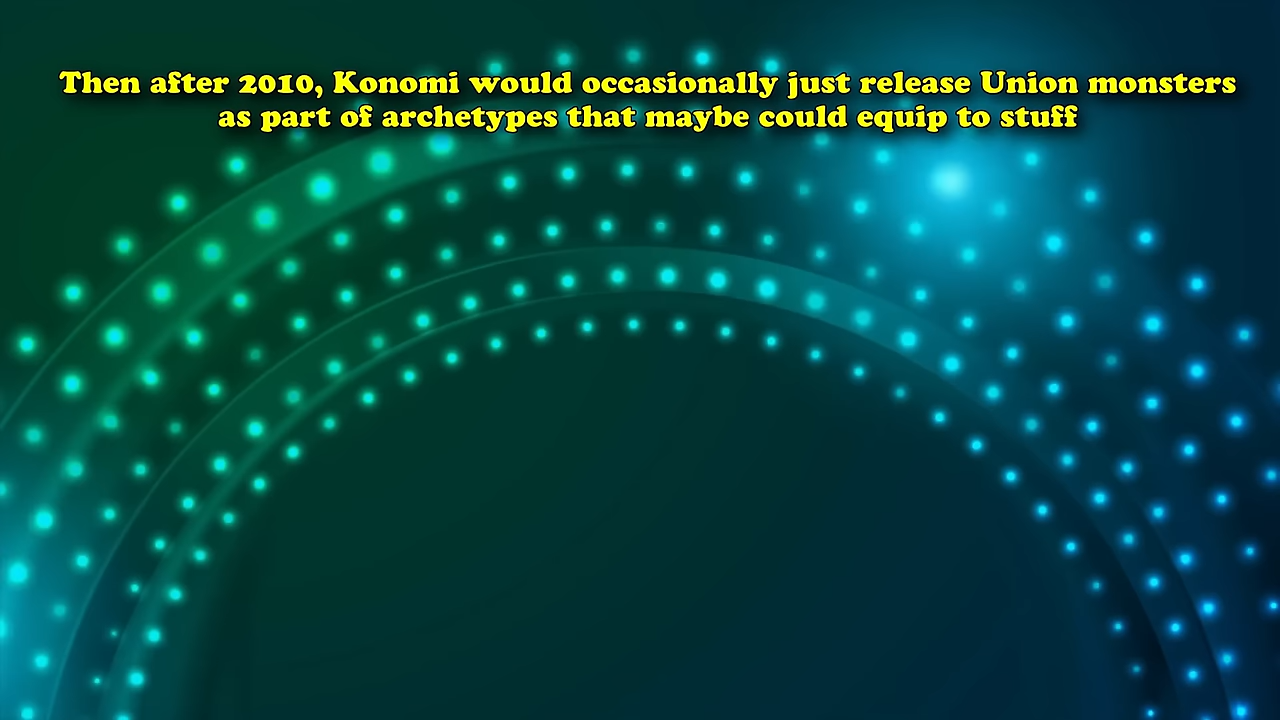 Then after 2010, Konomi would occasionally just release Union monsters
as part of archetypes that maybe could equip to stuff